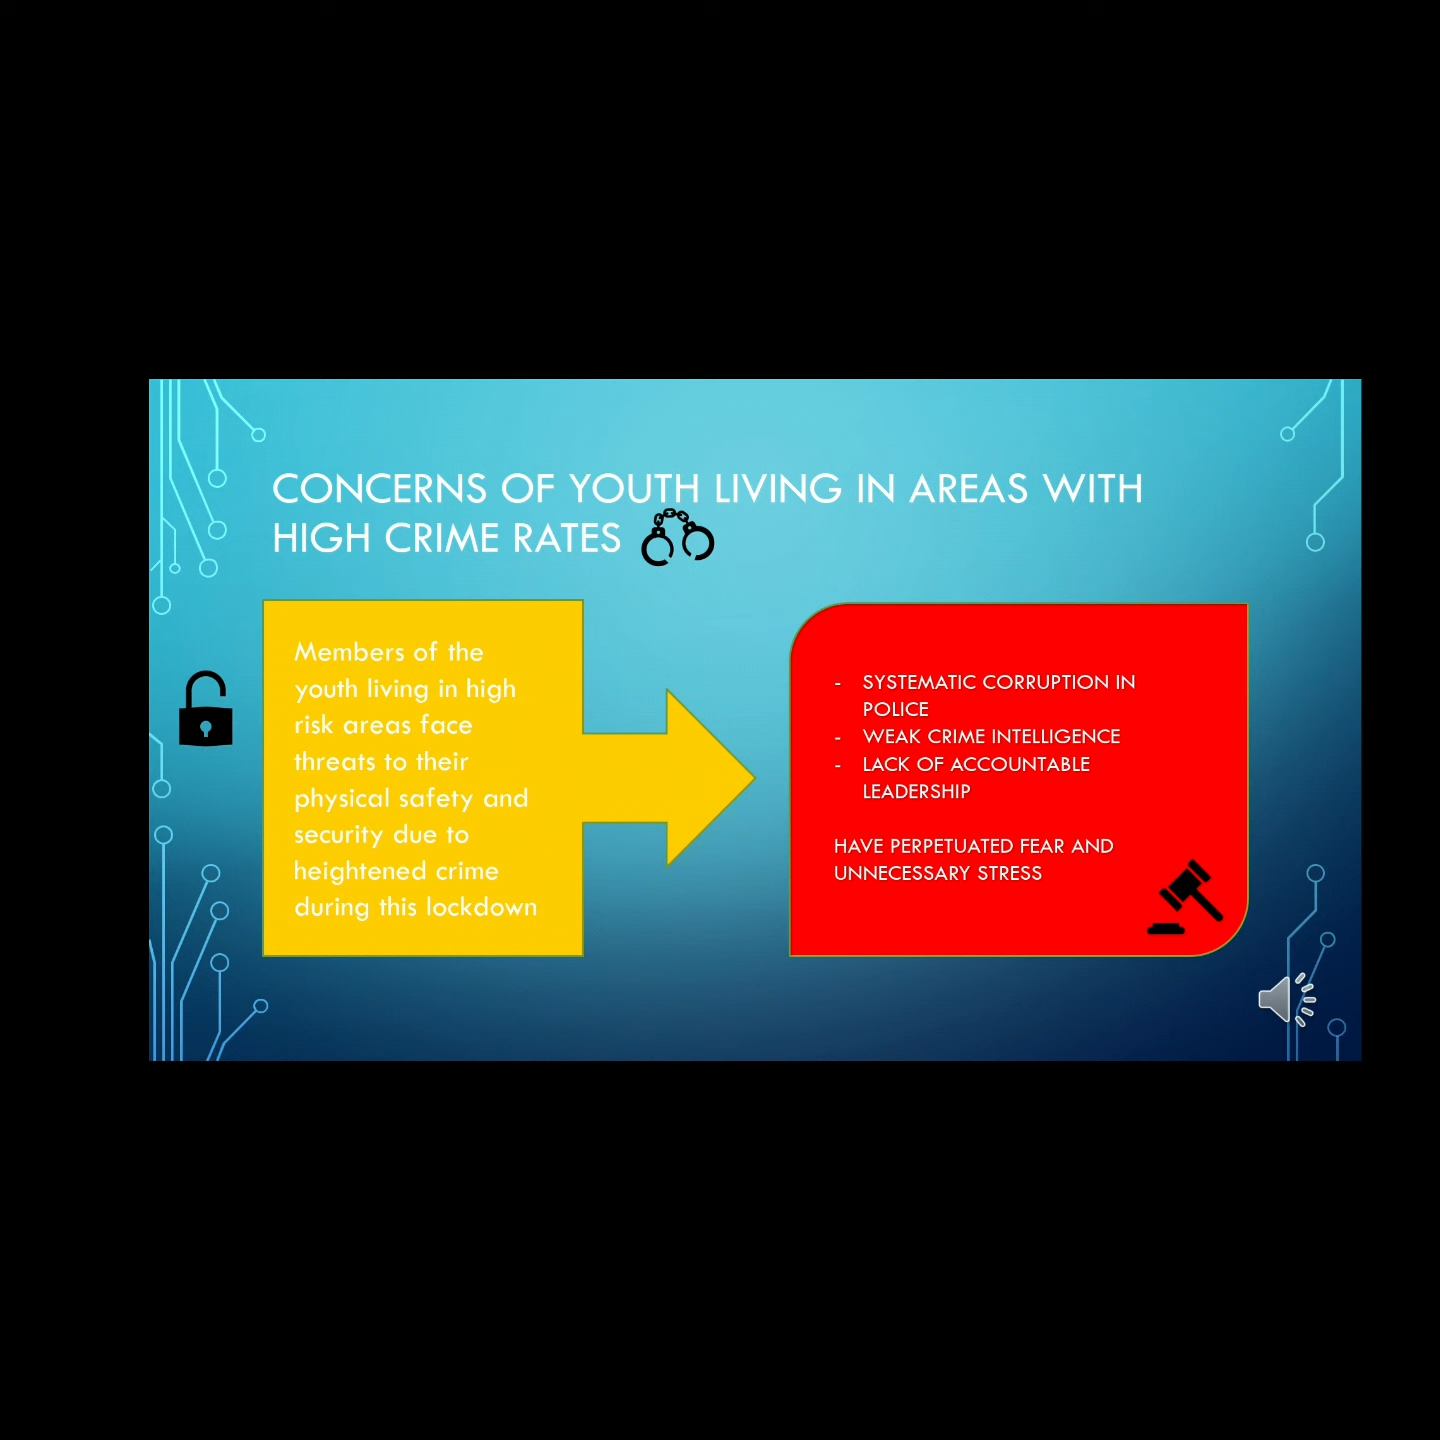 CONCERNS OF YOUTH LIVING IN AREAS WITH
HIGH CRIME RATES
Members of the
youth living in high
risk areas face
threats to their
physical safety and
security due to
heightened crime
during this lockdown
- SYSTEMATIC CORRUPTION IN
POLICE
- WEAK CRIME INTELLIGENCE
- LACK OF ACCOUNTABLE
LEADERSHIP
HAVE PERPETUATED FEAR AND
UNNECESSARY STRESS